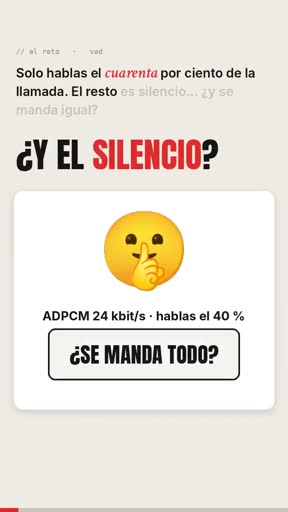 // el reto · vad
Solo hablas el cuarenta por ciento de la
llamada. El resto es silencio... ¿y se
manda igual?
¿Y EL SILENCIO?
ADPCM 24 kbit/s · hablas el 40 %
¿SE MANDA TODO?